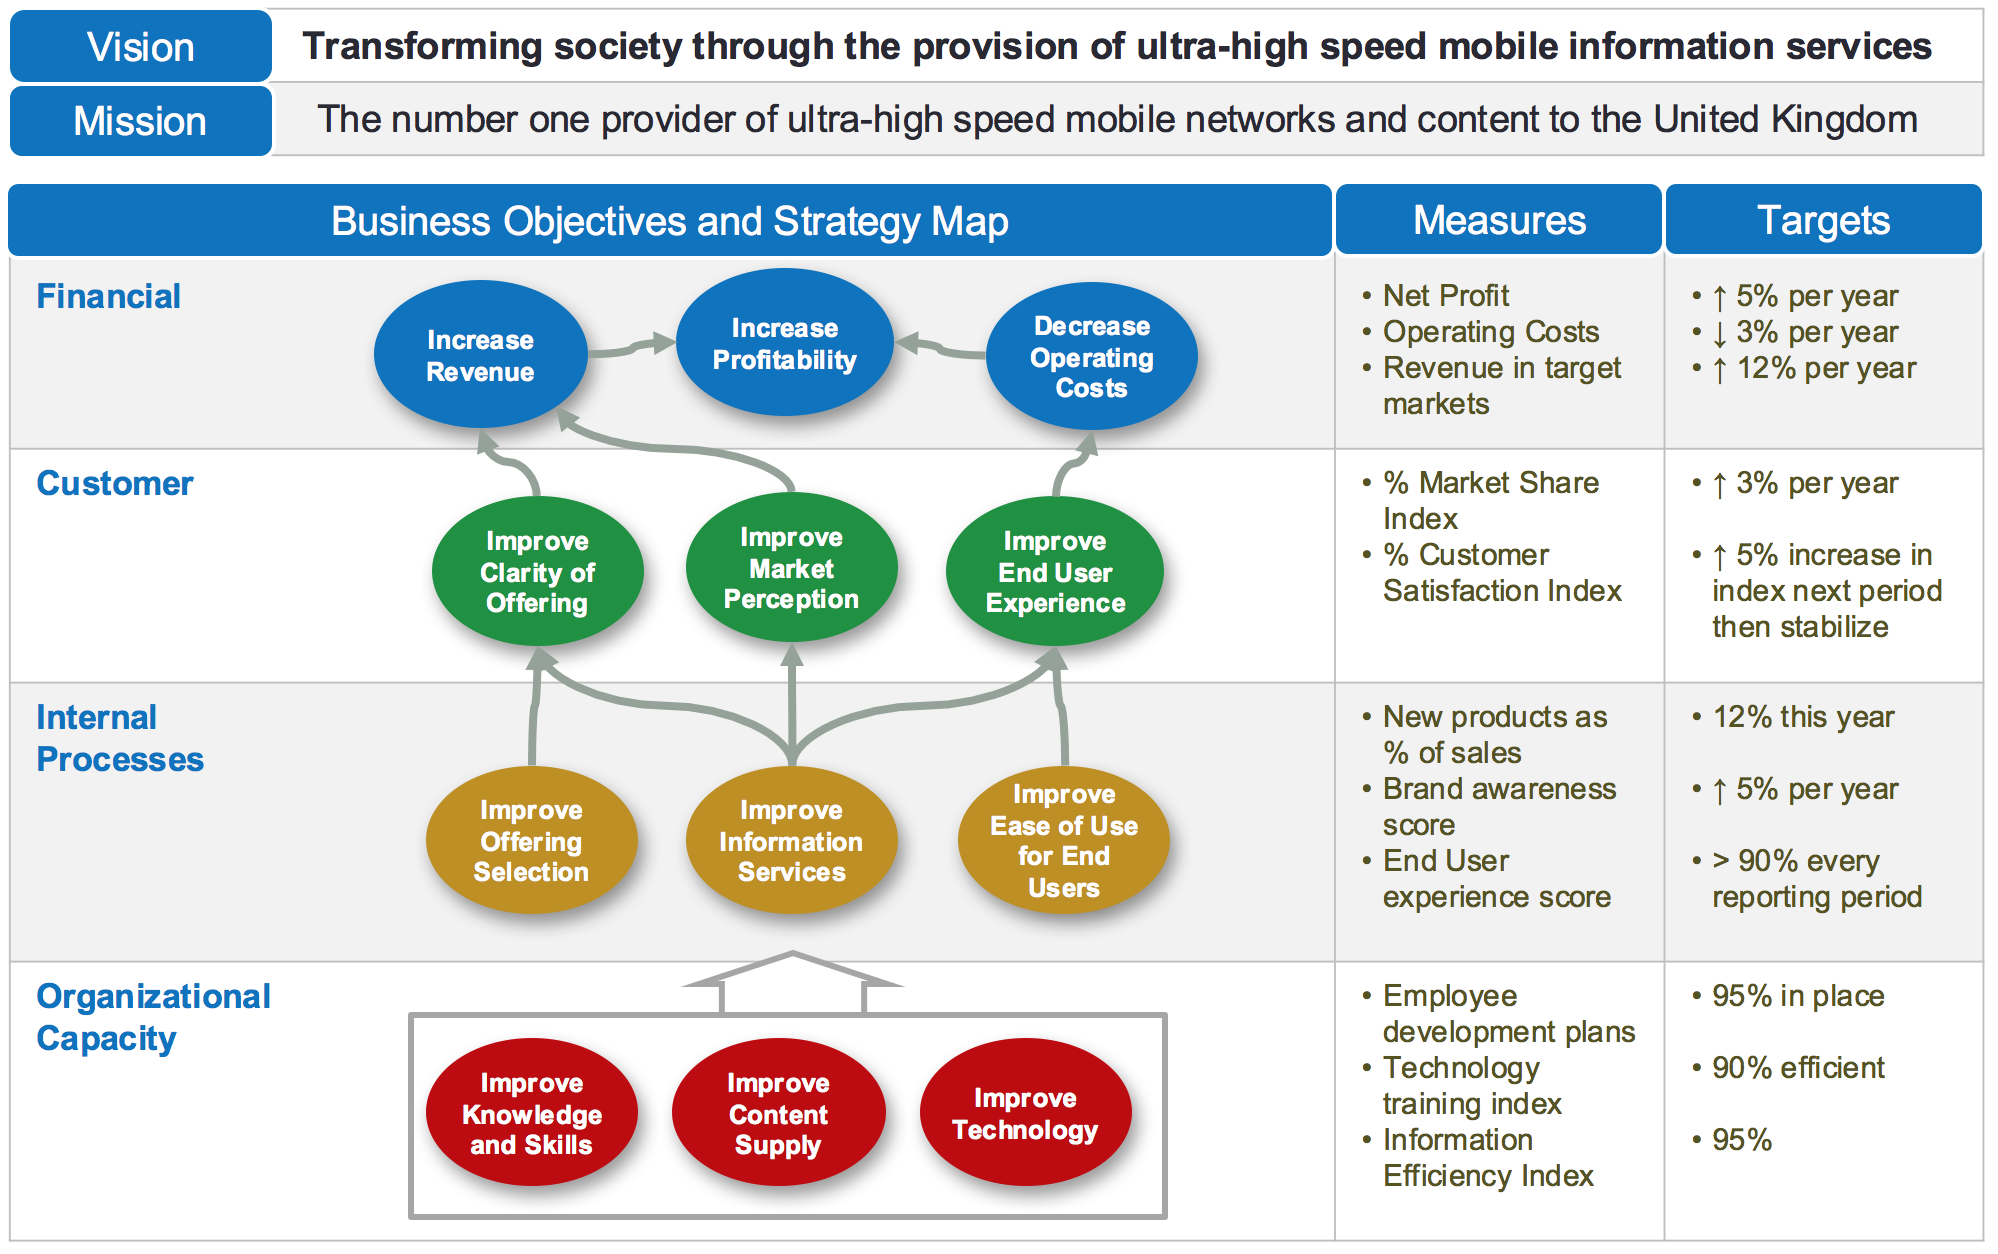 Vision
Transforming society through the provision of ultra-high speed mobile information services
Mission
The number one provider of ultra-high speed mobile networks and content to the United Kingdom
Business Objectives and Strategy Map
Measures
Targets
Financial
Increase
Revenue
Increase
Profitability
Decrease
Operating
Costs
• Net Profit
• Operating Costs
• Revenue in target
markets
• ↑ 5% per year
• ↓ 3% per year
• ↑ 12% per year
Customer
Improve
Clarity of
Offering
Improve
Market
Perception
Improve
End User
Experience
• % Market Share
Index
• % Customer
Satisfaction Index
• ↑ 3% per year
• ↑ 5% increase in
index next period
then stabilize
Internal
Processes
Improve
Offering
Selection
Improve
Information
Services
Improve
Ease of Use
for End
Users
• New products as
% of sales
• Brand awareness
score
• End User
experience score
• 12% this year
• ↑ 5% per year
• > 90% every
reporting period
Organizational
Capacity
Improve
Knowledge
and Skills
Improve
Content
Supply
Improve
Technology
• Employee
development plans
• Technology
training index
• Information
Efficiency Index
• 95% in place
• 90% efficient
• 95%